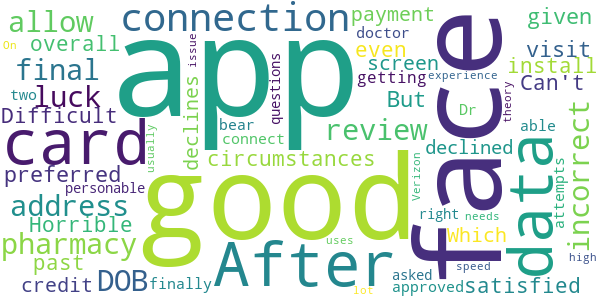 allow connection payment given
On overall app doctor issue even face visit
two final screen experience install
luck questions getting Can't
Difficult card declines But review Dr theory
usually bear connect declined able
preferred personable circumstances data incorrect
address good Verizon Which attempts
Horrible After right needs
pharmacy uses asked speed high
past DOB finally approved satisfied
credit lot